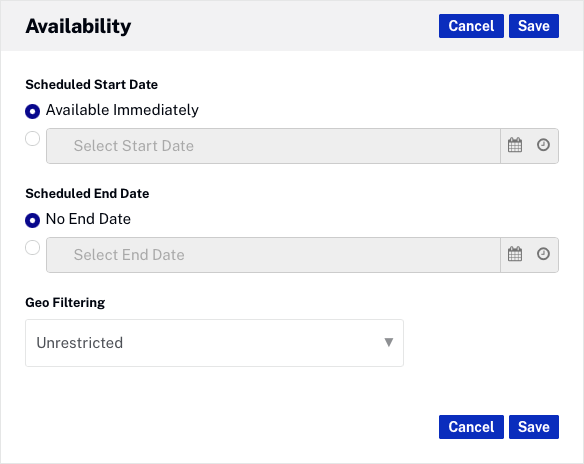 Availability
Cancel Save
Scheduled Start Date
Available Immediately
Select Start Date
Scheduled End Date
No End Date
Select End Date
Geo Filtering
Unrestricted
Cancel Save